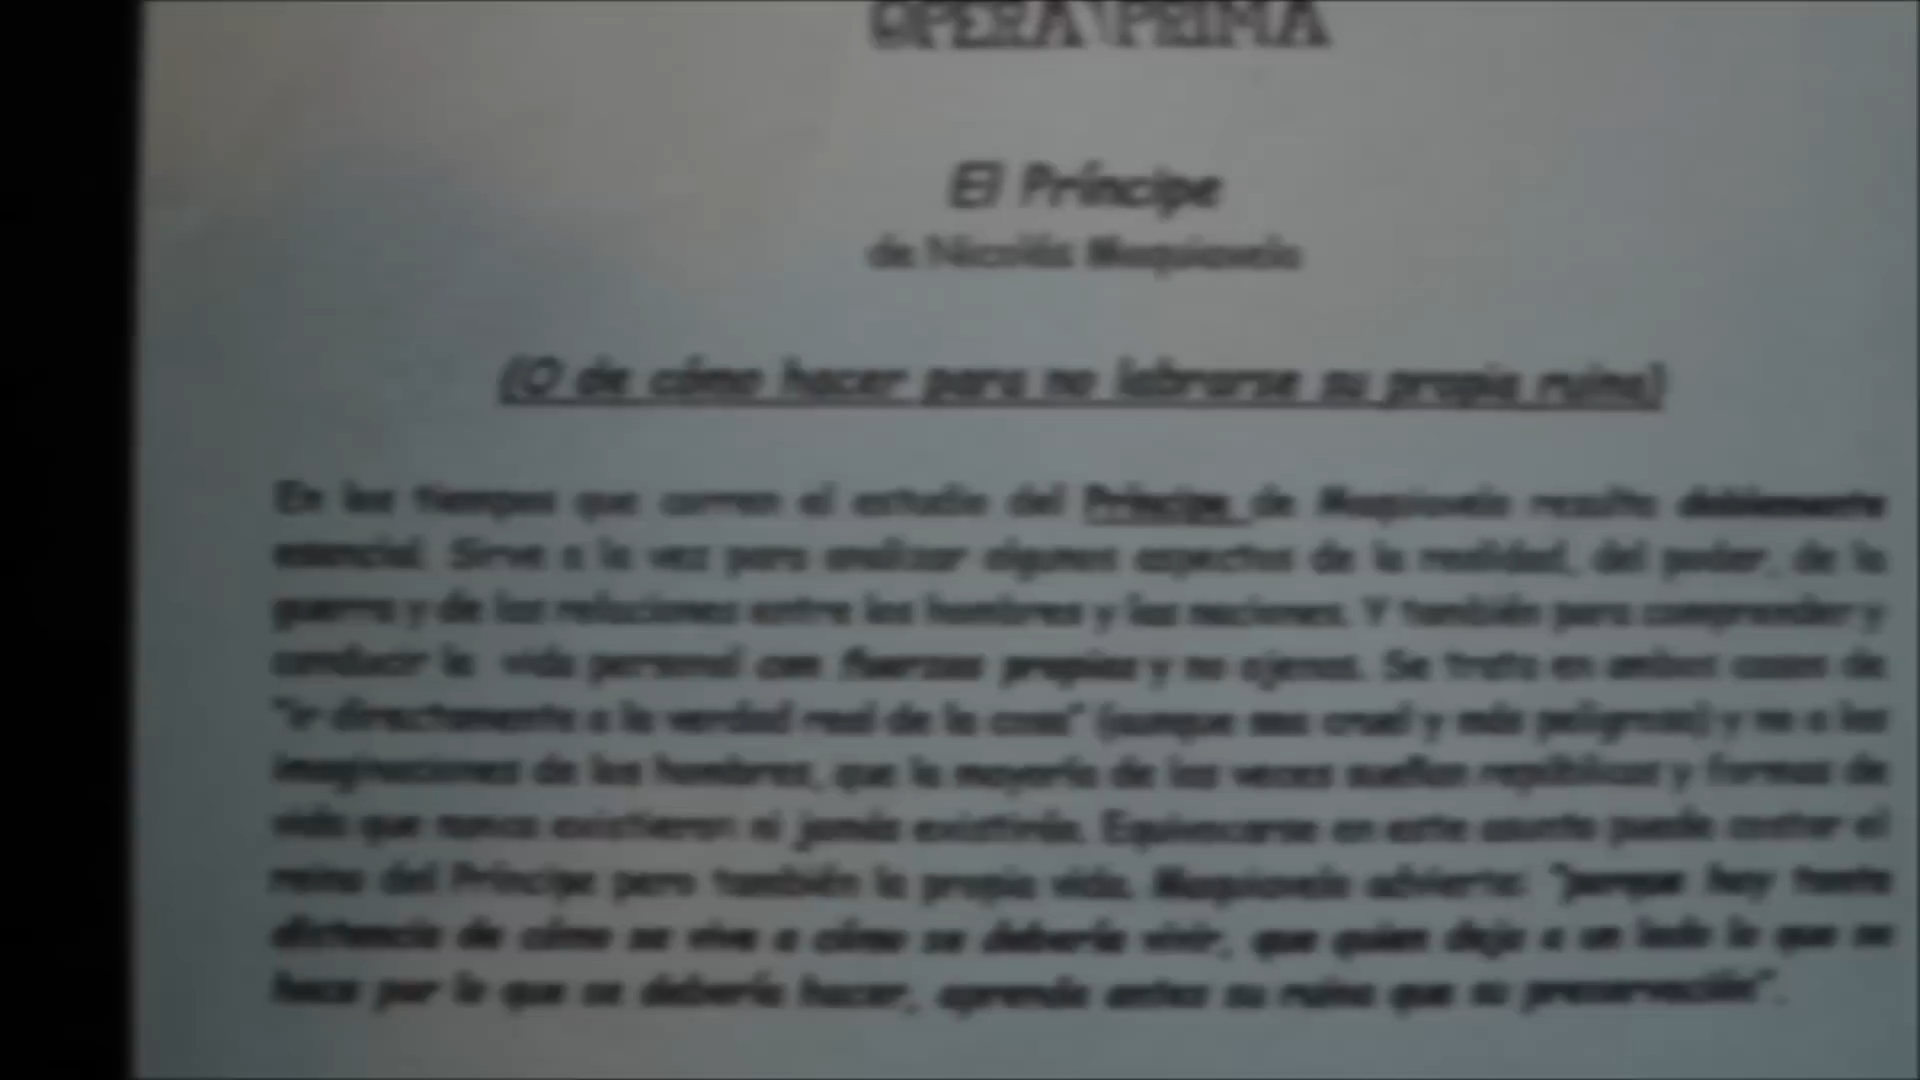 OPERA PRIMA
El Príncipe
de Nicolás Maquiavelo
(O de cómo hacer para no labrarse su propia ruina)
En los tiempos que corren el estudio del Príncipe de Maquiavelo resulta doblemente
esencial. Sirve a la vez para analizar algunos aspectos de la realidad, del poder, de la
guerra y de las relaciones entre los hombres y las naciones. Y también para comprender y
conducir la vida personal con fuerzas propias y no ajenas. Se trata en ambos casos de
"ir directamente a la verdad real de la cosa" (aunque sea cruel y más peligrosa) y no a las
imaginaciones de los hombres, que la mayoría de las veces sueñan repúblicas y formas de
vida que nunca existieron ni jamás existirán. Equivocarse en este asunto puede costar el
reino del Príncipe pero también la propia vida. Maquiavelo advierte: "porque hay tanta
distancia de cómo se vive a cómo se debería vivir, que quien deja a un lado lo que se
hace por lo que se debería hacer, aprende antes su ruina que su preservación".